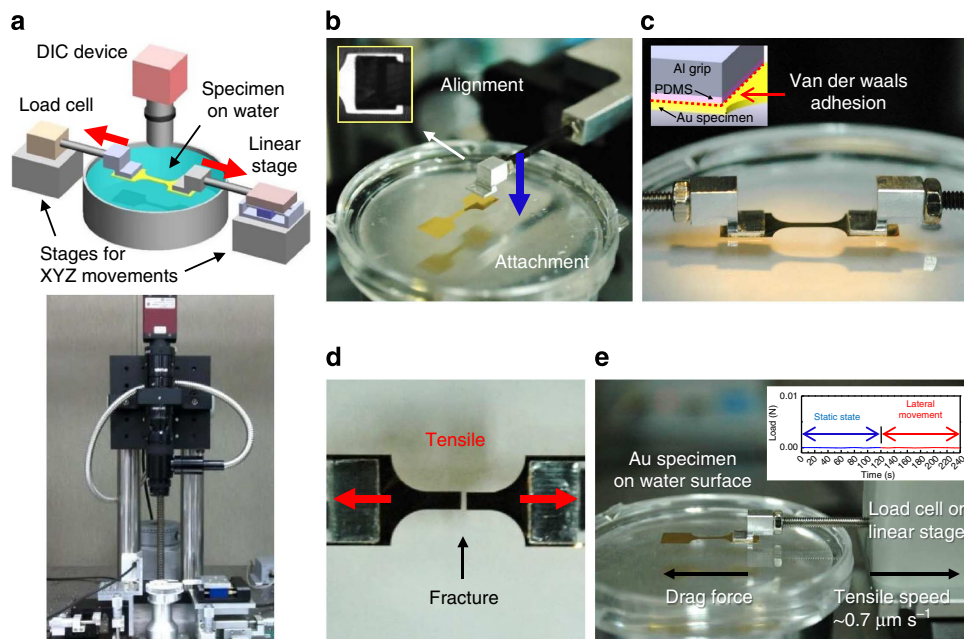 a
DIC device
Load cell
Specimen
on water
Linear
stage
Stages for
XYZ movements
b
Alignment
Attachment
c
Al grip
PDMS
Au specimen
Van der waals
adhesion
d
Tensile
Fracture
e
Au specimen
on water surface
0.01
0.00
Load (N)
Static state
Lateral
movement
0 20 40 60 80 100 120 140 160 180 200 220 240
Time (s)
Load cell or
linear stage
Drag force
Tensile speed
~0.7 μm s⁻¹